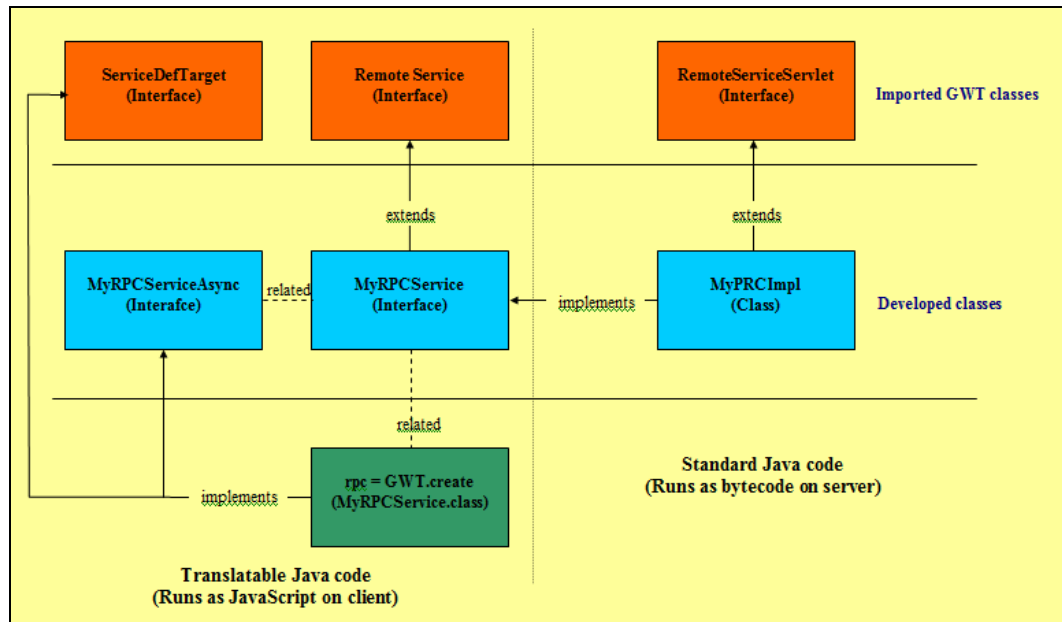 ServiceDefTarget
(Interface)
Remote Service
(Interface)
RemoteServiceServlet
(Interface)
Imported GWT classes
extends
extends
MyRPCServiceAsync
(Interafce)
related
MyRPCService
(Interface)
implements
MyPRCImpl
(Class)
Developed classes
related
rpc = GWT.create
(MyRPCService.class)
implements
Standard Java code
(Runs as bytecode on server)
Translatable Java code
(Runs as JavaScript on client)